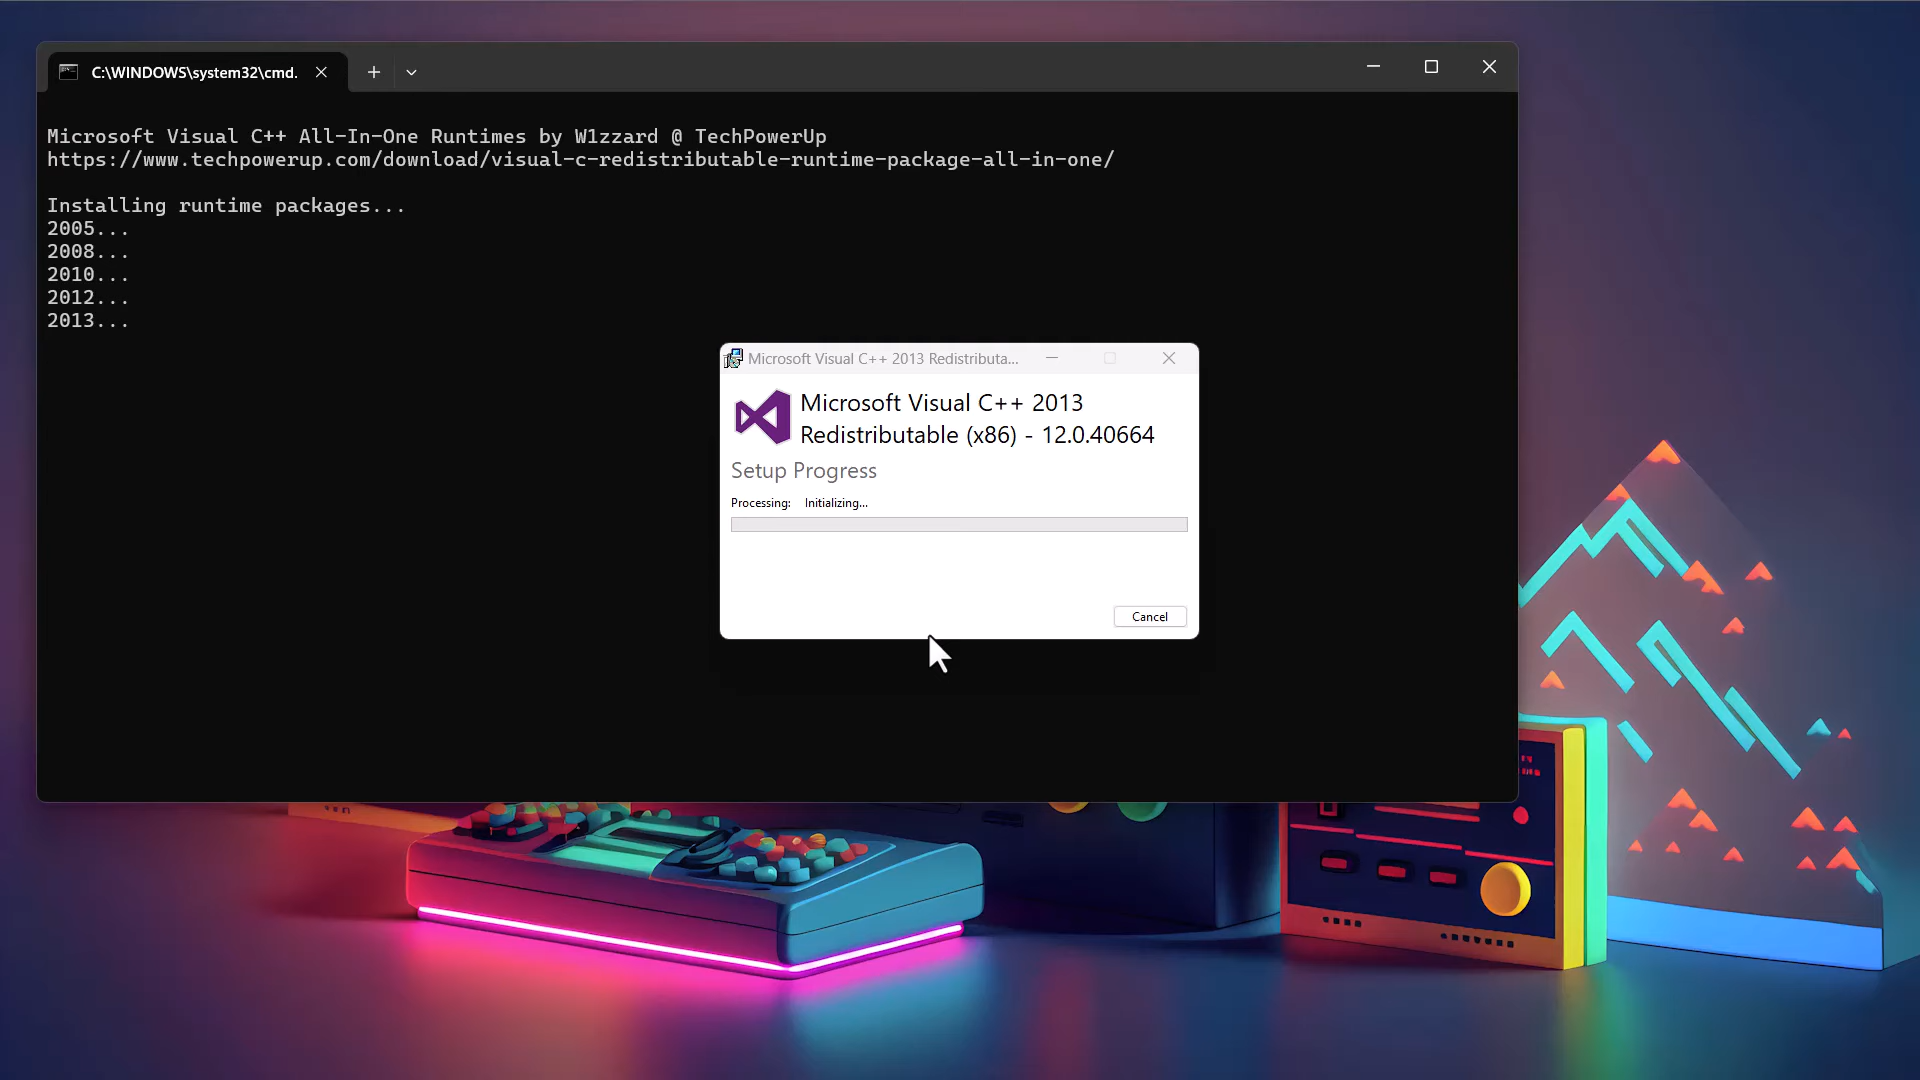 C:\WINDOWS\system32\cmd.
Microsoft Visual C++ All-In-One Runtimes by W1zzard @ TechPowerUp
https://www.techpowerup.com/download/visual-c-redistributable-runtime-package-all-in-one/
Installing runtime packages...
2005...
2008...
2010...
2012...
2013...
Microsoft Visual C++ 2013 Redistributa...
Microsoft Visual C++ 2013
Redistributable (x86) - 12.0.40664
Setup Progress
Processing: Initializing...
Cancel